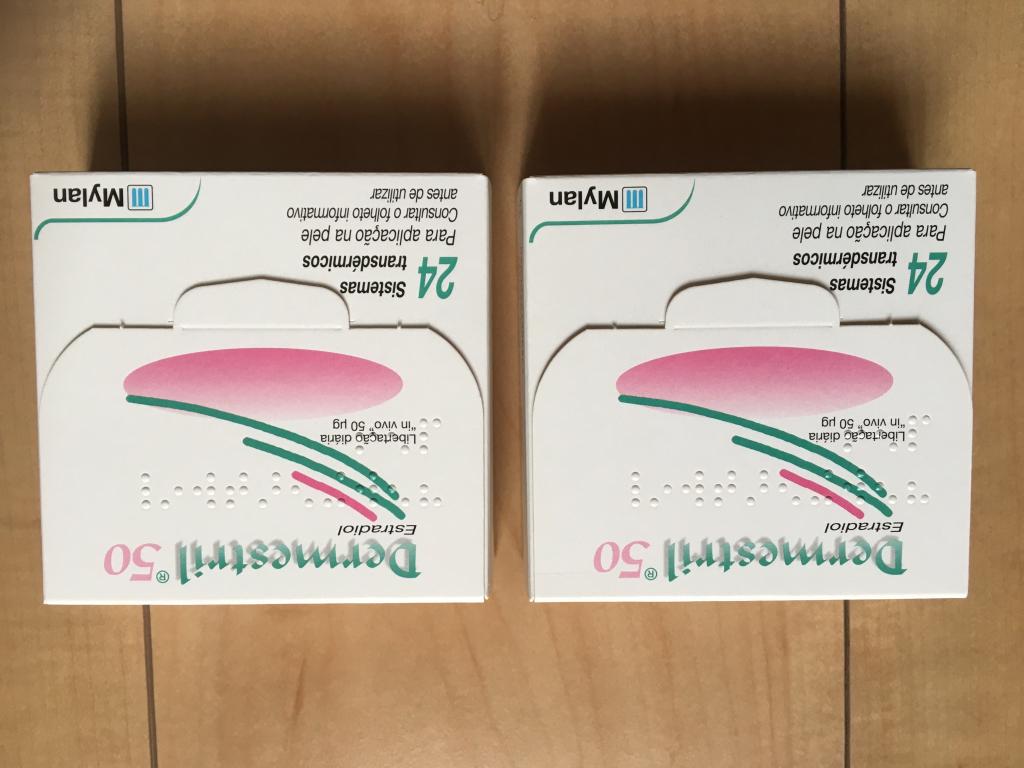 Dermestril® 50
Estradiol
Libertação diária
"in vivo" 50 µg
24 Sistemas
transdérmicos
Para aplicação na pele
Consultar o folheto informativo
antes de utilizar
Mylan
Dermestril® 50
Estradiol
Libertação diária
"in vivo" 50 µg
24 Sistemas
transdérmicos
Para aplicação na pele
Consultar o folheto informativo
antes de utilizar
Mylan